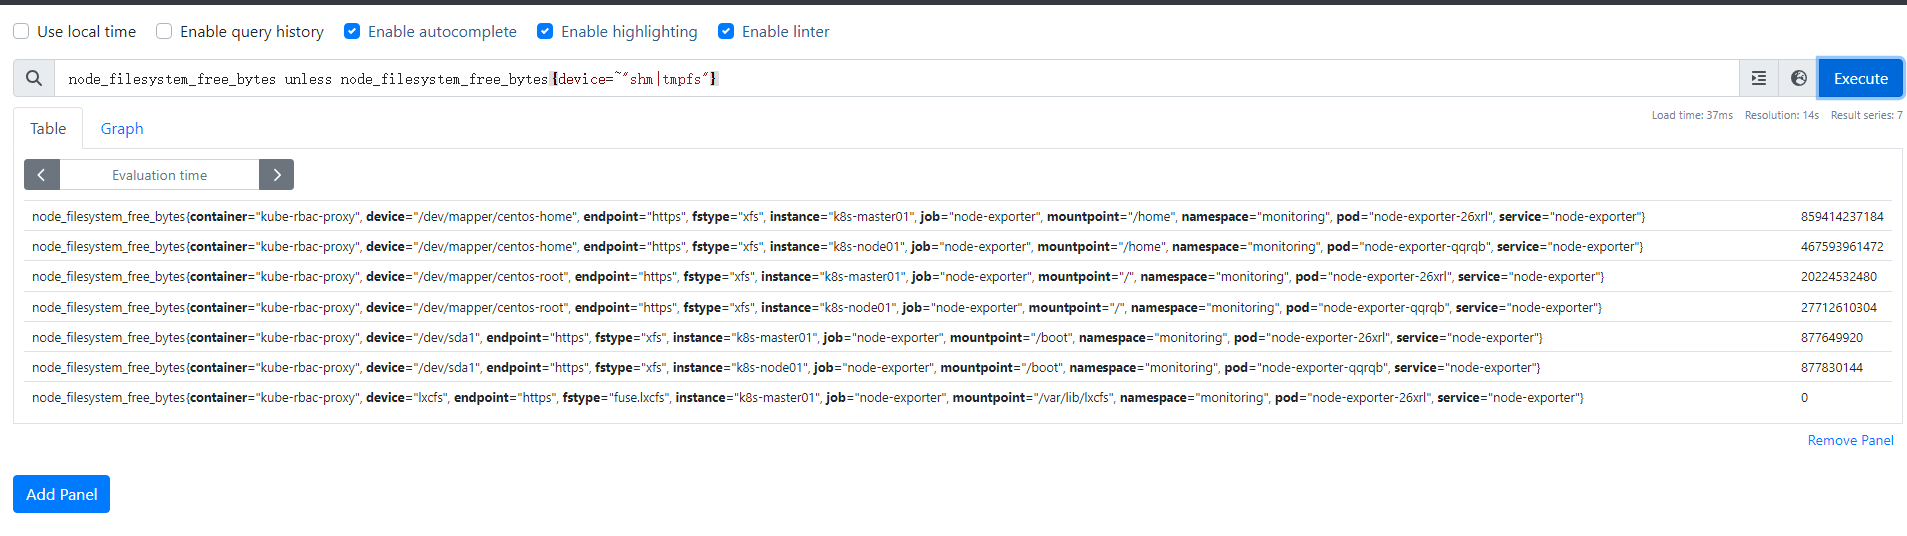 Use local time Enable query history Enable autocomplete Enable highlighting Enable linter
node_filesystem_free_bytes unless node_filesystem_free_bytes{device=~"shm|tmpfs"} Execute
Table Graph Load time: 37ms Resolution: 14s Result series: 7
Evaluation time
node_filesystem_free_bytes{container="kube-rbac-proxy", device="/dev/mapper/centos-home", endpoint="https", fstype="xfs", instance="k8s-master01", job="node-exporter", mountpoint="/home", namespace="monitoring", pod="node-exporter-26xrl", service="node-exporter"} 859414237184
node_filesystem_free_bytes{container="kube-rbac-proxy", device="/dev/mapper/centos-home", endpoint="https", fstype="xfs", instance="k8s-node01", job="node-exporter", mountpoint="/home", namespace="monitoring", pod="node-exporter-qqrqb", service="node-exporter"} 467593961472
node_filesystem_free_bytes{container="kube-rbac-proxy", device="/dev/mapper/centos-root", endpoint="https", fstype="xfs", instance="k8s-master01", job="node-exporter", mountpoint="/", namespace="monitoring", pod="node-exporter-26xrl", service="node-exporter"} 20224532480
node_filesystem_free_bytes{container="kube-rbac-proxy", device="/dev/mapper/centos-root", endpoint="https", fstype="xfs", instance="k8s-node01", job="node-exporter", mountpoint="/", namespace="monitoring", pod="node-exporter-qqrqb", service="node-exporter"} 27712610304
node_filesystem_free_bytes{container="kube-rbac-proxy", device="/dev/sda1", endpoint="https", fstype="xfs", instance="k8s-master01", job="node-exporter", mountpoint="/boot", namespace="monitoring", pod="node-exporter-26xrl", service="node-exporter"} 877649920
node_filesystem_free_bytes{container="kube-rbac-proxy", device="/dev/sda1", endpoint="https", fstype="xfs", instance="k8s-node01", job="node-exporter", mountpoint="/boot", namespace="monitoring", pod="node-exporter-qqrqb", service="node-exporter"} 877830144
node_filesystem_free_bytes{container="kube-rbac-proxy", device="lxcfs", endpoint="https", fstype="fuse.lxcfs", instance="k8s-master01", job="node-exporter", mountpoint="/var/lib/lxcfs", namespace="monitoring", pod="node-exporter-26xrl", service="node-exporter"} 0
Remove Panel
Add Panel